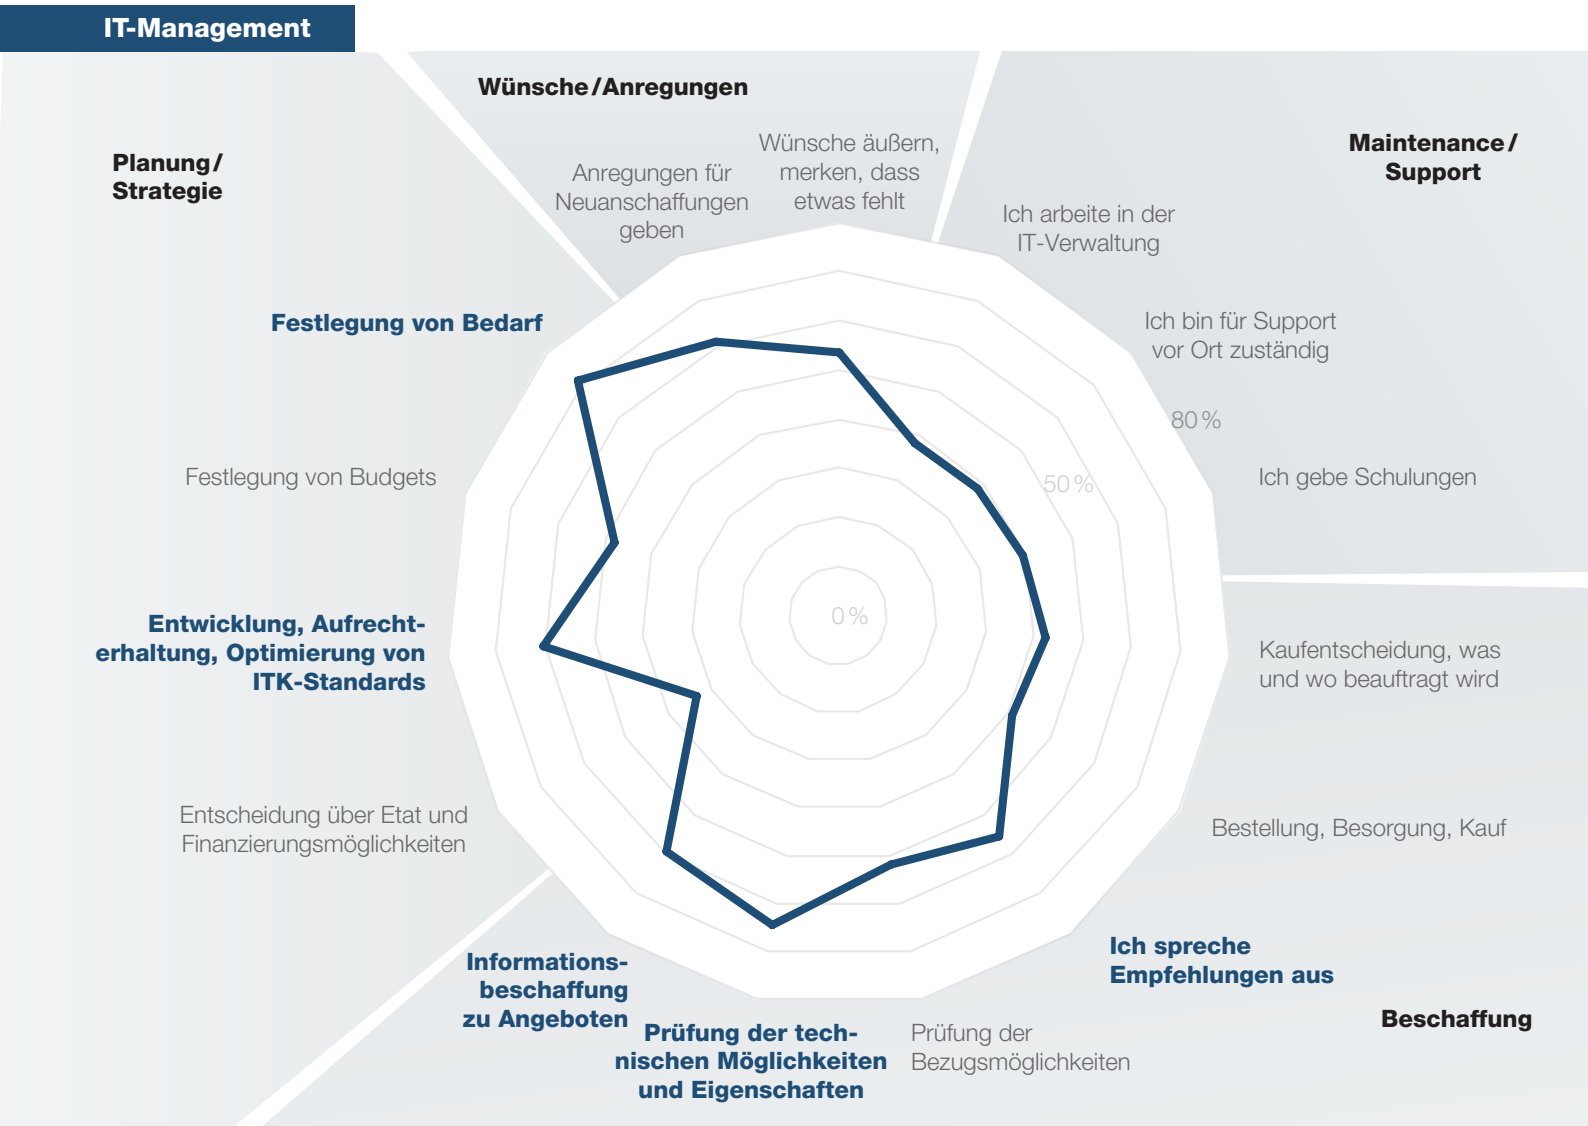 IT-Management
Wünsche/Anregungen
Planung/
Strategie
Maintenance/
Support
Wünsche äußern,
merken, dass
etwas fehlt
Anregungen für
Neuanschaffungen
geben
Ich arbeite in der
IT-Verwaltung
Festlegung von Bedarf
Ich bin für Support
vor Ort zuständig
80 %
Festlegung von Budgets
50 %
Ich gebe Schulungen
0 %
Entwicklung, Aufrecht-
erhaltung, Optimierung von
ITK-Standards
Kaufentscheidung, was
und wo beauftragt wird
Entscheidung über Etat und
Finanzierungsmöglichkeiten
Bestellung, Besorgung, Kauf
Informations-
beschaffung
zu Angeboten
Ich spreche
Empfehlungen aus
Prüfung der tech-
nischen Möglichkeiten
und Eigenschaften
Prüfung der
Bezugsmöglichkeiten
Beschaffung